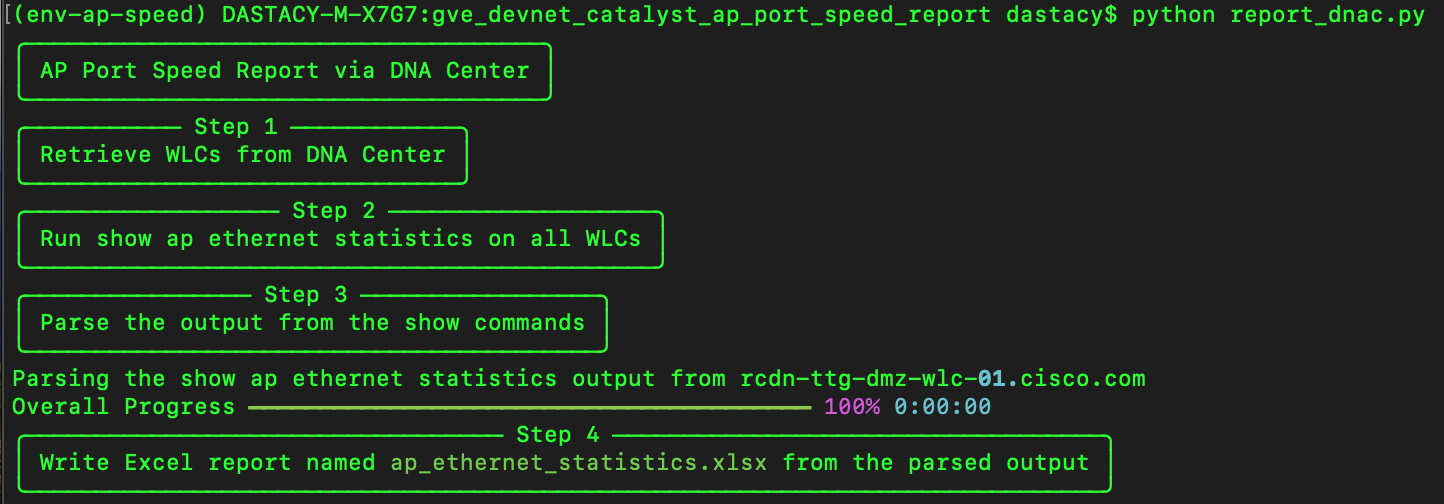 [(env-ap-speed) DASTACY-M-X7G7:gve_devnet_catalyst_ap_port_speed_report dastacy$ python report_dnac.py
AP Port Speed Report via DNA Center
Step 1
Retrieve WLCs from DNA Center
Step 2
Run show ap ethernet statistics on all WLCs
Step 3
Parse the output from the show commands
Parsing the show ap ethernet statistics output from rcdn-ttg-dmz-wlc-01.cisco.com
Overall Progress 100% 0:00:00
Step 4
Write Excel report named ap_ethernet_statistics.xlsx from the parsed output